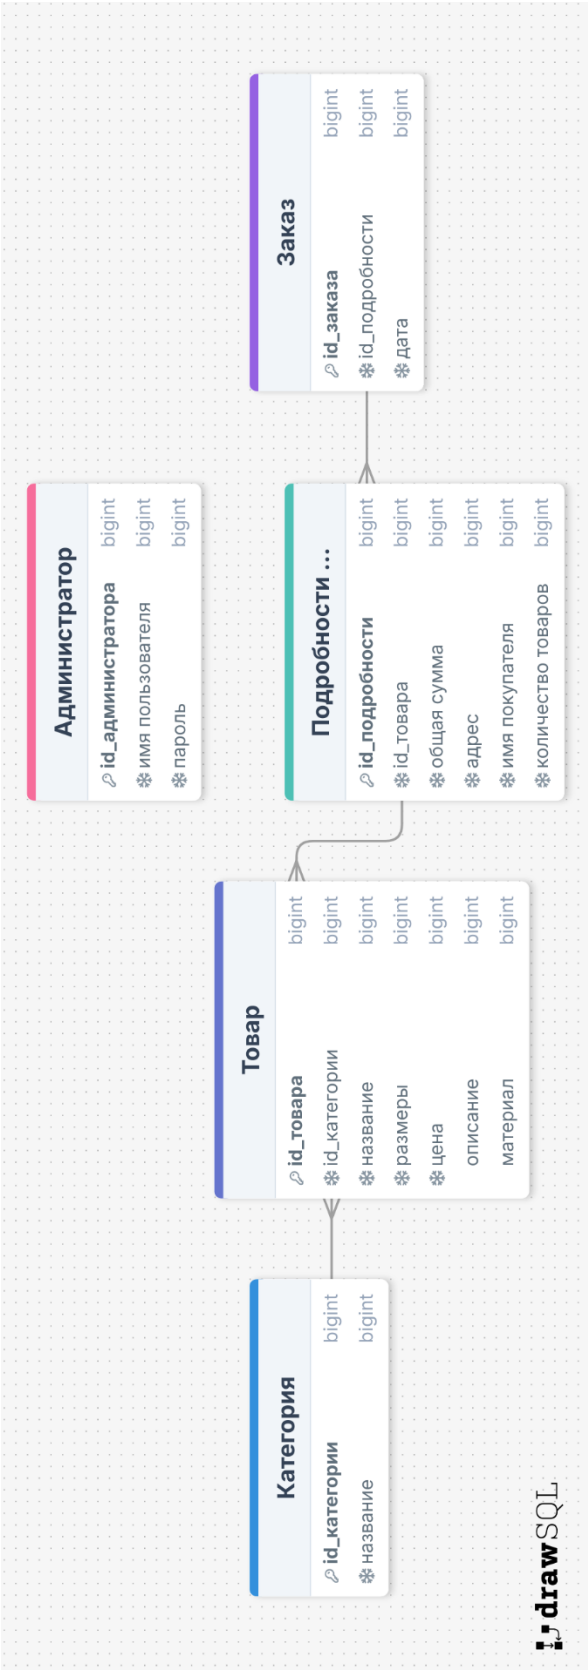 Категория
id_категории bigint
название bigint
Товар
id_товара bigint
id_категории bigint
название bigint
размеры bigint
цена bigint
описание bigint
материал bigint
Администратор
id_администратора bigint
имя пользователя bigint
пароль bigint
Подробности ...
id_подробности bigint
id_товара bigint
общая сумма bigint
адрес bigint
имя покупателя bigint
количество товаров bigint
Заказ
id_заказа bigint
id_подробности bigint
дата bigint
drawSQL